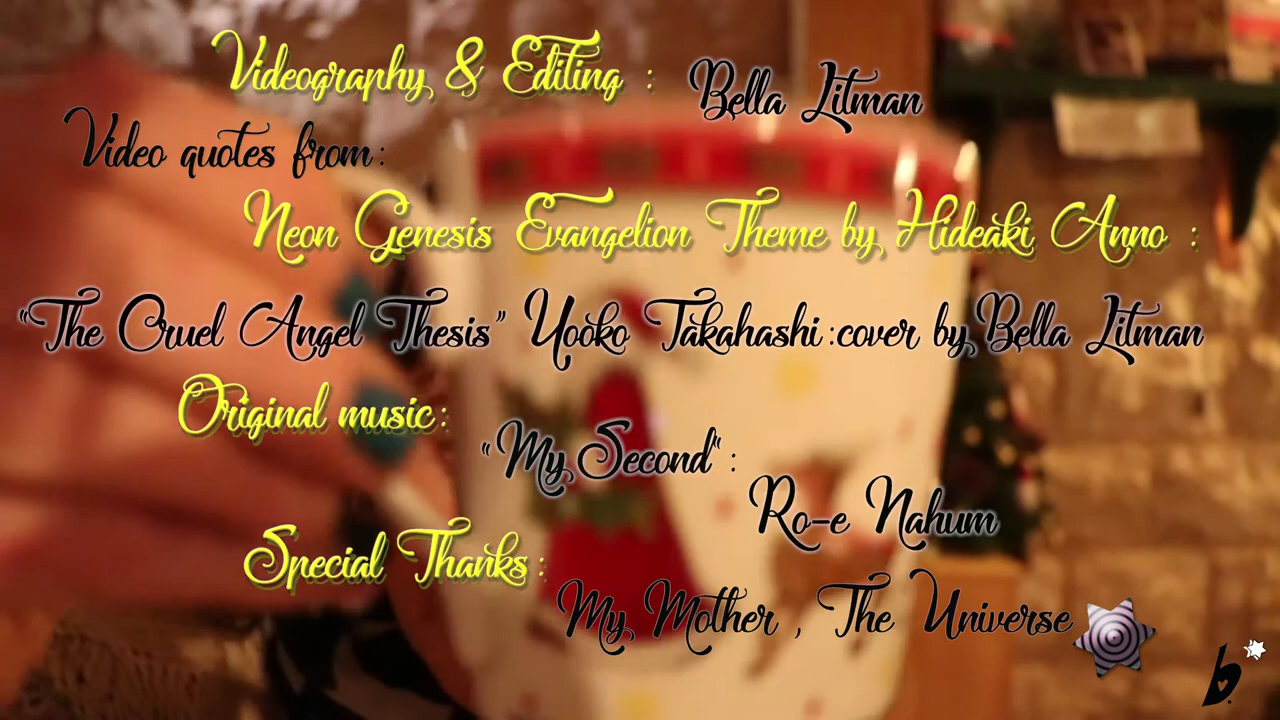 Videography & Editing : Bella Litman
Video quotes from:
Neon Genesis Evangelion Theme by Hideaki Anno :
“The Cruel Angel Thesis” Yooko Takahashi :cover by Bella Litman
Original music:
“My Second" :
Ro-e Nahum
Special Thanks:
My Mother , The Universe
b